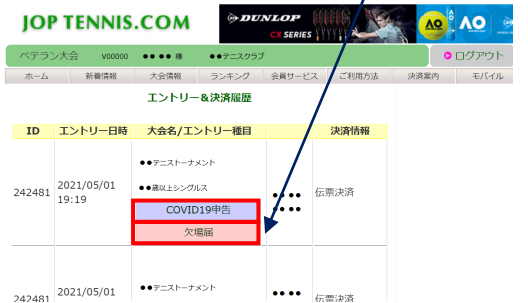 JOP TENNIS.COM
DUNLOP
CX SERIES
AO
AO
ベテラン大会 V00000 ●●●● 様 ●●テニスクラブ ログアウト
ホーム 新着情報 大会情報 ランキング 会員サービス ご利用方法 決済案内 モバイル
エントリー&決済履歴
ID エントリー日時 大会名/エントリー種目 決済情報
●●テニストーナメント
242481 2021/05/01 19:19 ●●歳以上シングルス ●●●● ●●●● 伝票決済
COVID19申告
欠場届
242481 2021/05/01 ●●テニストーナメント ●●●● 伝票決済